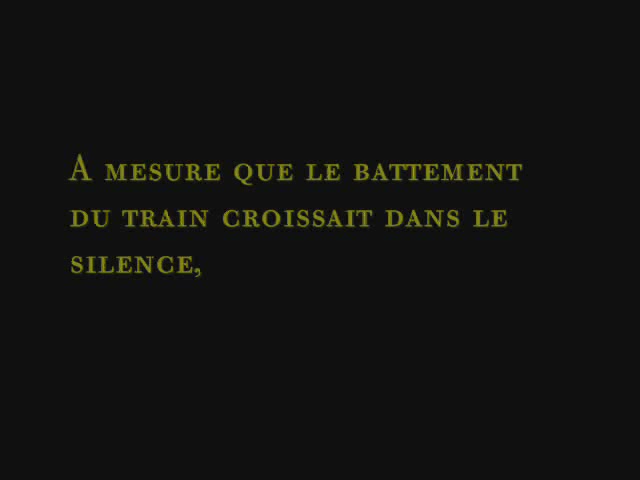 A MESURE QUE LE BATTEMENT
DU TRAIN CROISSAIT DANS LE
SILENCE,